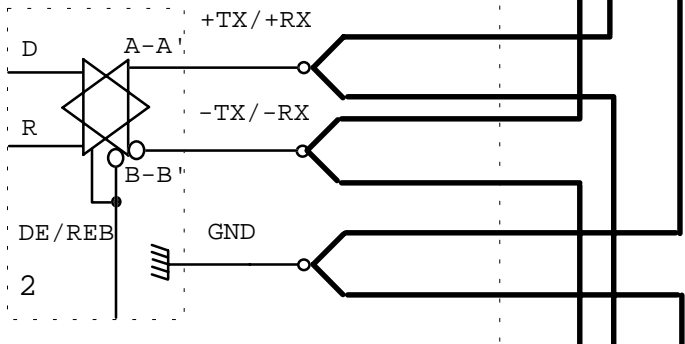 +TX/+RX
D
A-A'
-TX/-RX
R
B-B'
DE/REB
GND
2